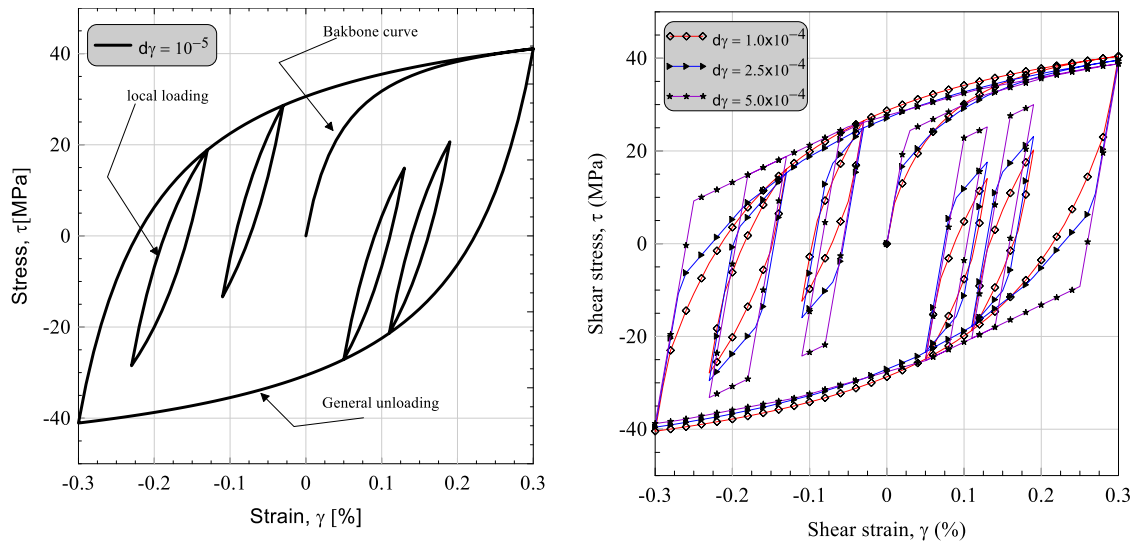 dγ = 10⁻⁵
Bakbone curve
local loading
General unloading
40
20
0
-20
-40
-0.3
-0.2
-0.1
0
0.1
0.2
0.3
Stress, τ[MPa]
Strain, γ [%]
dγ = 1.0x10⁻⁴
dγ = 2.5x10⁻⁴
dγ = 5.0x10⁻⁴
40
20
0
-20
-40
-0.3
-0.2
-0.1
0
0.1
0.2
0.3
Shear stress, τ (MPa)
Shear strain, γ (%)